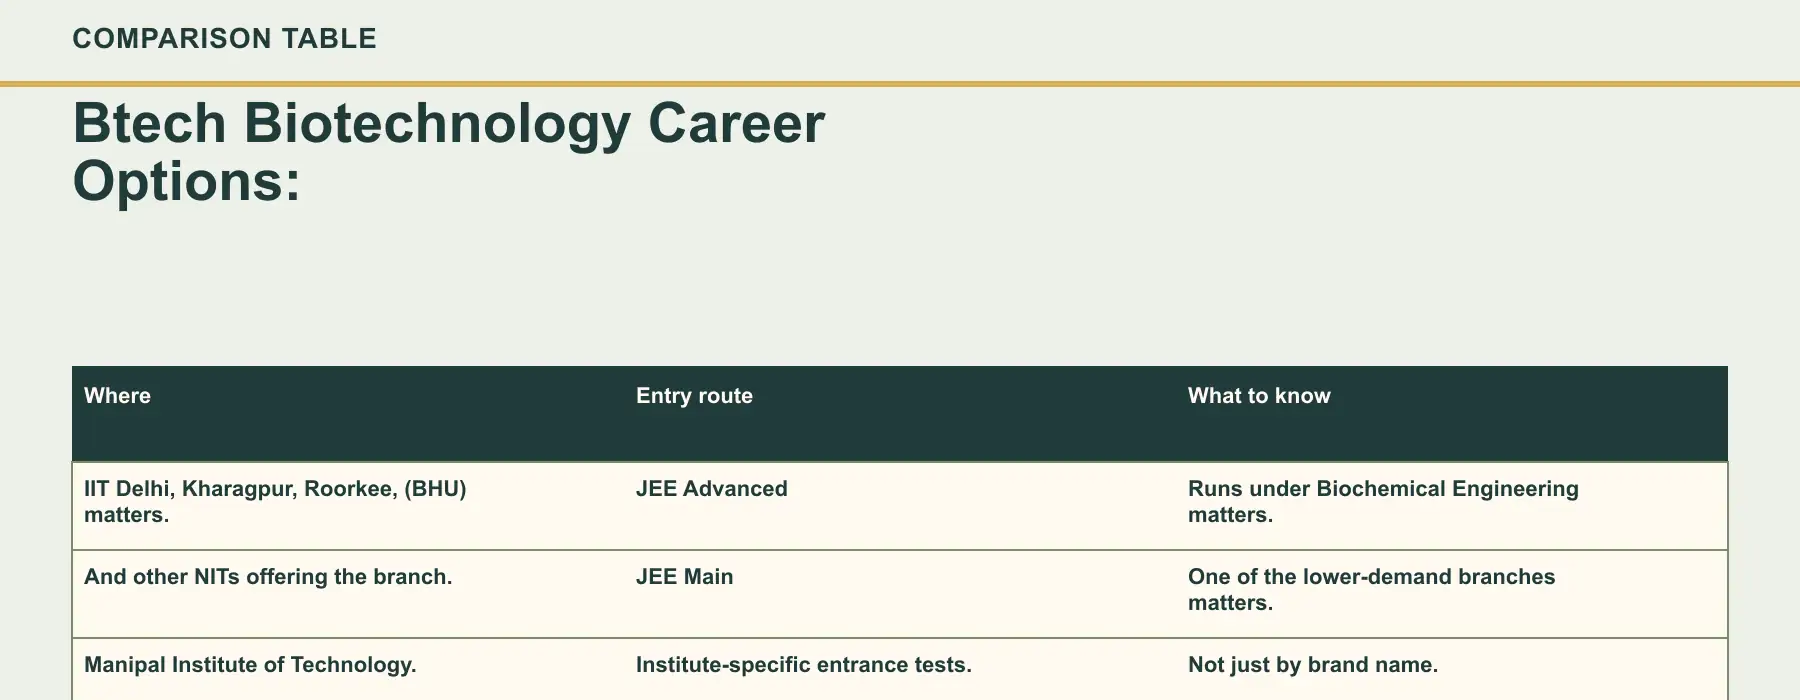 COMPARISON TABLE
Btech Biotechnology Career
Options:
Where
Entry route
What to know
IIT Delhi, Kharagpur, Roorkee, (BHU)
matters.
JEE Advanced
Runs under Biochemical Engineering
matters.
And other NITs offering the branch.
JEE Main
One of the lower-demand branches
matters.
Manipal Institute of Technology.
Institute-specific entrance tests.
Not just by brand name.